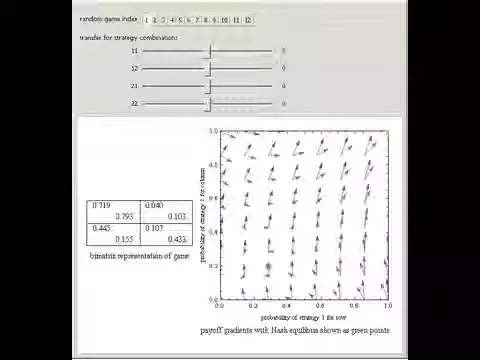 random game index 1 2 3 4 5 6 7 8 9 10 11 12
transfer for strategy combination:
11 0
12 0
21 0
22 0
0.719 0.040
0.793 0.103
0.445 0.107
0.155 0.433
bimatrix representation of game
probability of strategy 1 for column
1.0
0.8
0.6
0.4
0.2
0.0
0.0 0.2 0.4 0.6 0.8 1.0
probability of strategy 1 for row
payoff gradients with Nash equilibria shown as green points